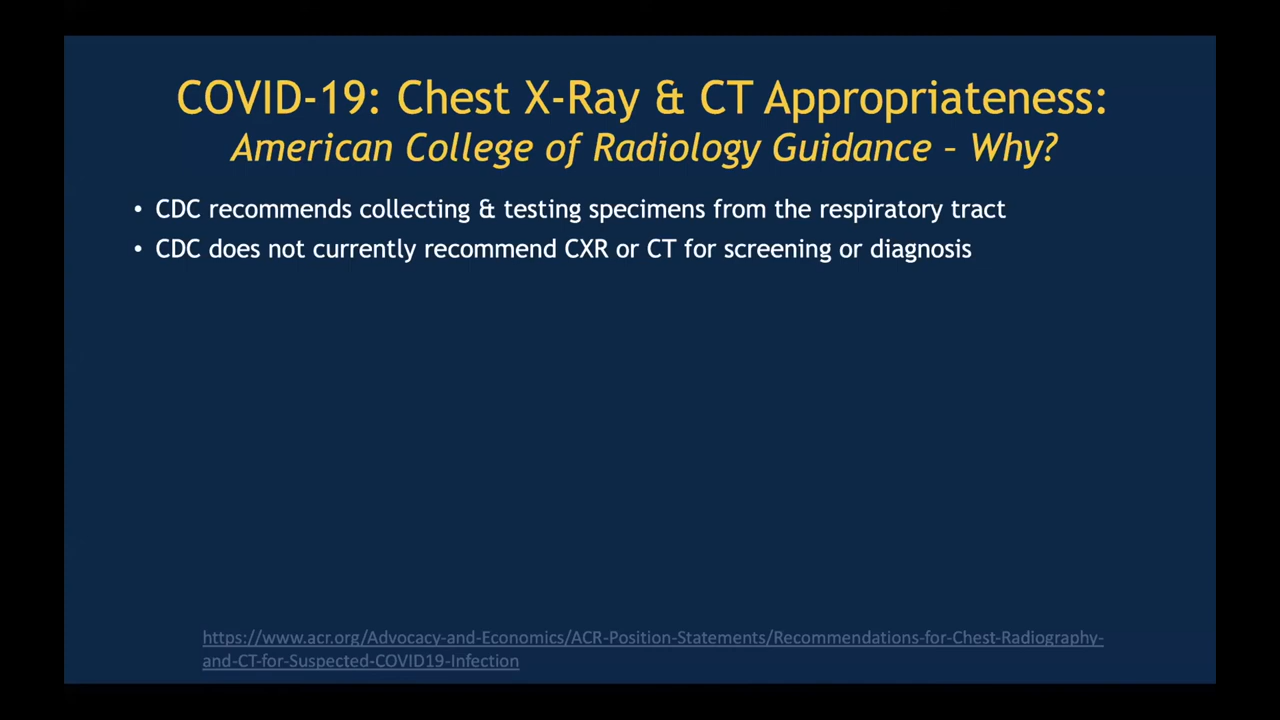 COVID-19: Chest X-Ray & CT Appropriateness:
American College of Radiology Guidance – Why?
• CDC recommends collecting & testing specimens from the respiratory tract
• CDC does not currently recommend CXR or CT for screening or diagnosis
https://www.acr.org/Advocacy-and-Economics/ACR-Position-Statements/Recommendations-for-Chest-Radiography-
and-CT-for-Suspected-COVID19-Infection